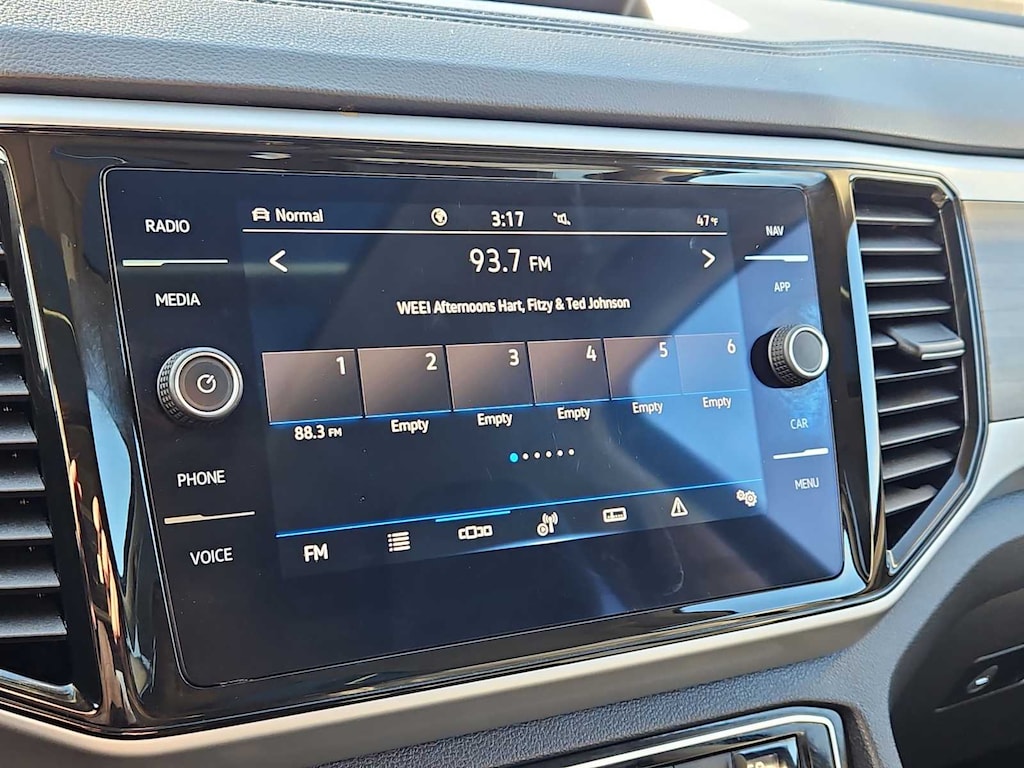 RADIO
MEDIA
PHONE
VOICE
Normal
3:17
47°F
93.7 FM
WEEI Afternoons Hart, Fitzy & Ted Johnson
1 2 3 4 5 6
88.3 FM Empty Empty Empty Empty Empty
FM
NAV
APP
CAR
MENU